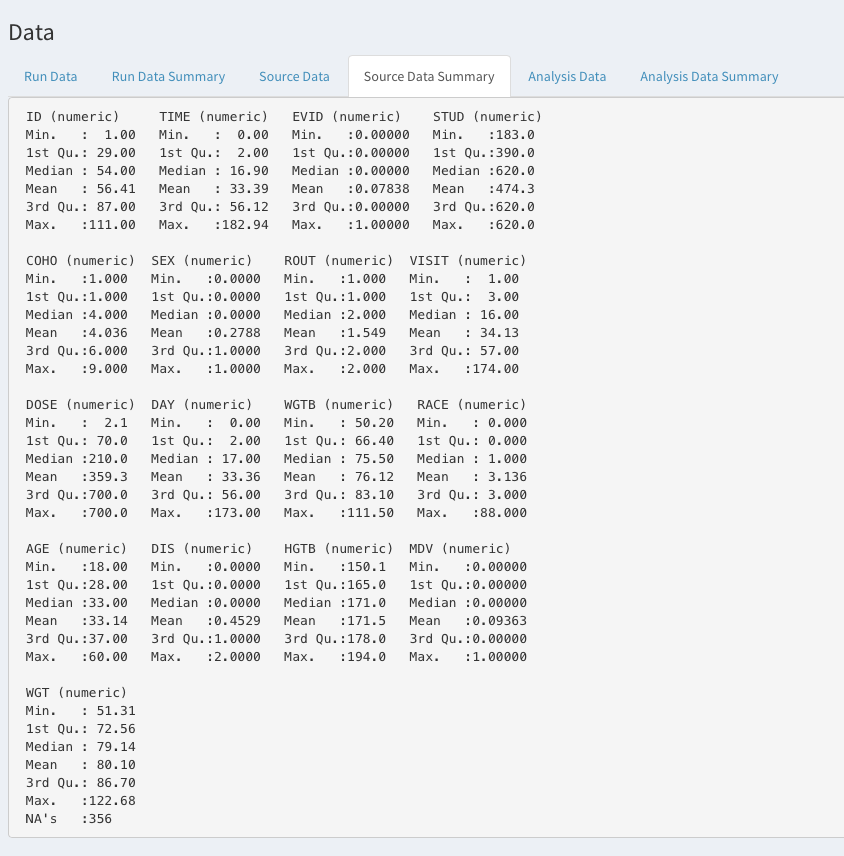 Data
Run Data Run Data Summary Source Data Source Data Summary Analysis Data Analysis Data Summary
ID (numeric) TIME (numeric) EVID (numeric) STUD (numeric)
Min. : 1.00 Min. : 0.00 Min. :0.00000 Min. :183.0
1st Qu.: 29.00 1st Qu.: 2.00 1st Qu.:0.00000 1st Qu.:390.0
Median : 54.00 Median : 16.90 Median :0.00000 Median :620.0
Mean : 56.41 Mean : 33.39 Mean :0.07838 Mean :474.3
3rd Qu.: 87.00 3rd Qu.: 56.12 3rd Qu.:0.00000 3rd Qu.:620.0
Max. :111.00 Max. :182.94 Max. :1.00000 Max. :620.0
COHO (numeric) SEX (numeric) ROUT (numeric) VISIT (numeric)
Min. :1.000 Min. :0.0000 Min. :1.000 Min. : 1.00
1st Qu.:1.000 1st Qu.:0.0000 1st Qu.:1.000 1st Qu.: 3.00
Median :4.000 Median :0.0000 Median :2.000 Median : 16.00
Mean :4.036 Mean :0.2788 Mean :1.549 Mean : 34.13
3rd Qu.:6.000 3rd Qu.:1.0000 3rd Qu.:2.000 3rd Qu.: 57.00
Max. :9.000 Max. :1.0000 Max. :2.000 Max. :174.00
DOSE (numeric) DAY (numeric) WGTB (numeric) RACE (numeric)
Min. : 2.1 Min. : 0.00 Min. : 50.20 Min. : 0.000
1st Qu.: 70.0 1st Qu.: 2.00 1st Qu.: 66.40 1st Qu.: 0.000
Median :210.0 Median : 17.00 Median : 75.50 Median : 1.000
Mean :359.3 Mean : 33.36 Mean : 76.12 Mean : 3.136
3rd Qu.:700.0 3rd Qu.: 56.00 3rd Qu.: 83.10 3rd Qu.: 3.000
Max. :700.0 Max. :173.00 Max. :111.50 Max. :88.000
AGE (numeric) DIS (numeric) HGTB (numeric) MDV (numeric)
Min. :18.00 Min. :0.0000 Min. :150.1 Min. :0.00000
1st Qu.:28.00 1st Qu.:0.0000 1st Qu.:165.0 1st Qu.:0.00000
Median :33.00 Median :0.0000 Median :171.0 Median :0.00000
Mean :33.14 Mean :0.4529 Mean :171.5 Mean :0.09363
3rd Qu.:37.00 3rd Qu.:1.0000 3rd Qu.:178.0 3rd Qu.:0.00000
Max. :60.00 Max. :2.0000 Max. :194.0 Max. :1.00000
WGT (numeric)
Min. : 51.31
1st Qu.: 72.56
Median : 79.14
Mean : 80.10
3rd Qu.: 86.70
Max. :122.68
NA's :356